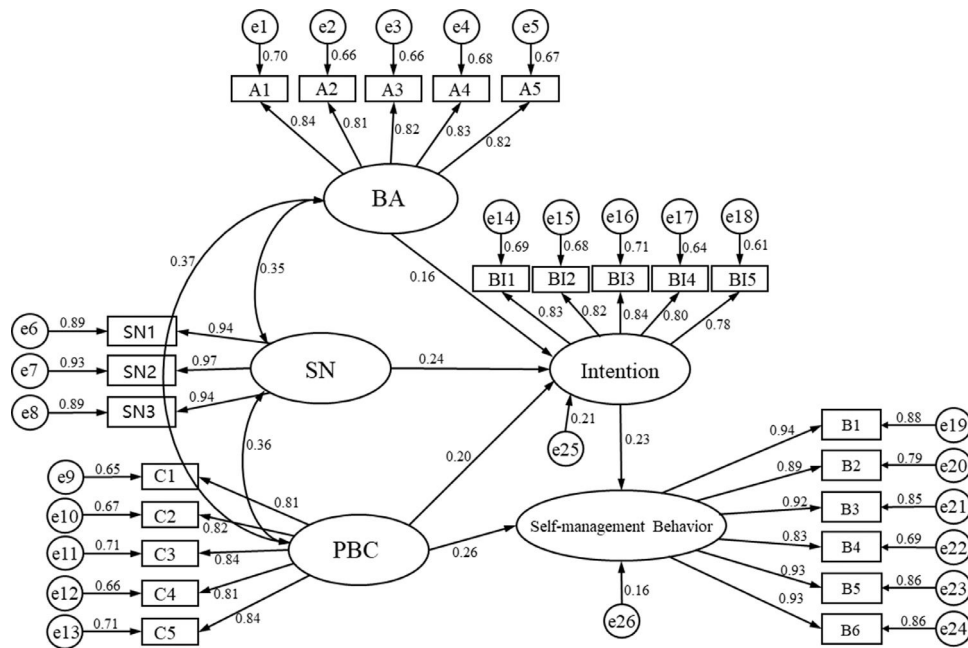 e1 e2 e3 e4 e5
0.70 0.66 0.66 0.68 0.67
A1 A2 A3 A4 A5
0.84 0.81 0.82 0.83 0.82
BA
e14 e15 e16 e17 e18
0.69 0.68 0.71 0.64 0.61
BI1 BI2 BI3 BI4 BI5
0.83 0.82 0.84 0.80 0.78
0.37 0.35 0.16
e6 0.89 SN1 0.94
e7 0.93 SN2 0.97
e8 0.89 SN3 0.94
SN 0.24 Intention
0.36 0.20 e25 0.21 0.23
e9 0.65 C1 0.81
e10 0.67 C2 0.82
e11 0.71 C3 0.84
e12 0.66 C4 0.81
e13 0.71 C5 0.84
PBC 0.26 Self-management Behavior
e26 0.16
0.94 B1 0.88 e19
0.89 B2 0.79 e20
0.92 B3 0.85 e21
0.83 B4 0.69 e22
0.93 B5 0.86 e23
0.93 B6 0.86 e24